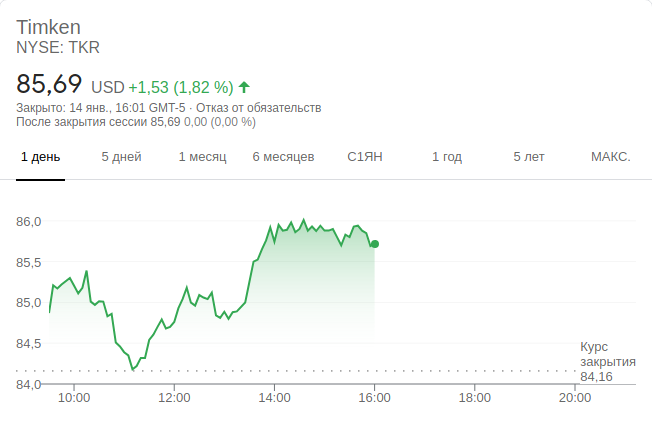 Timken
NYSE: TKR
85,69 USD +1,53 (1,82 %)
Закрыто: 14 янв., 16:01 GMT-5 · Отказ от обязательств
После закрытия сессии 85,69 0,00 (0,00 %)
1 день 5 дней 1 месяц 6 месяцев С1ЯН 1 год 5 лет МАКС.
86,0
85,5
85,0
84,5
Курс
закрытия
84,16
84,0
10:00 12:00 14:00 16:00 18:00 20:00